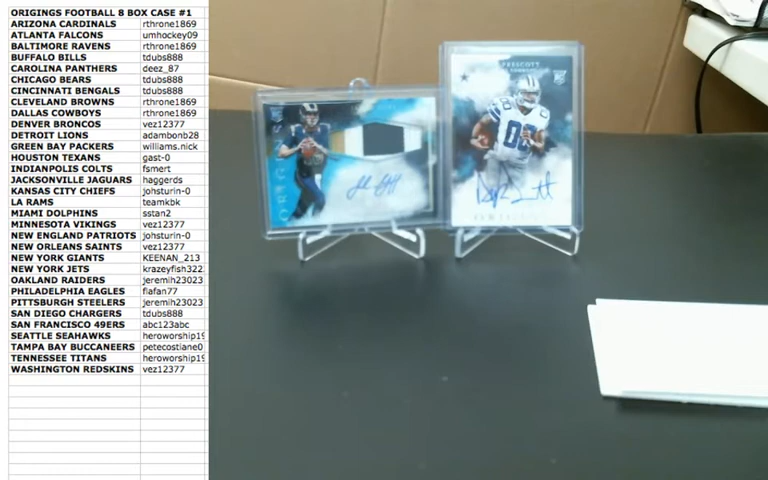 ORIGINGS FOOTBALL 8 BOX CASE #1
ARIZONA CARDINALS rthrone1869
ATLANTA FALCONS umhockey09
BALTIMORE RAVENS rthrone1869
BUFFALO BILLS tdubs888
CAROLINA PANTHERS deez_87
CHICAGO BEARS tdubs888
CINCINNATI BENGALS tdubs888
CLEVELAND BROWNS rthrone1869
DALLAS COWBOYS rthrone1869
DENVER BRONCOS vez12377
DETROIT LIONS adambonb28
GREEN BAY PACKERS williams.nick
HOUSTON TEXANS gast-0
INDIANPOLIS COLTS fsmert
JACKSONVILLE JAGUARS haggerds
KANSAS CITY CHIEFS johsturin-0
LA RAMS teamkbk
MIAMI DOLPHINS sstan2
MINNESOTA VIKINGS vez12377
NEW ENGLAND PATRIOTS johsturin-0
NEW ORLEANS SAINTS vez12377
NEW YORK GIANTS KEENAN_213
NEW YORK JETS krazeyfish322
OAKLAND RAIDERS jeremih23023
PHILADELPHIA EAGLES flafan77
PITTSBURGH STEELERS jeremih23023
SAN DIEGO CHARGERS tdubs888
SAN FRANCISCO 49ERS abc123abc
SEATTLE SEAHAWKS heroworship19
TAMPA BAY BUCCANEERS petecostiane0
TENNESSEE TITANS heroworship19
WASHINGTON REDSKINS vez12377
PRESCOTT